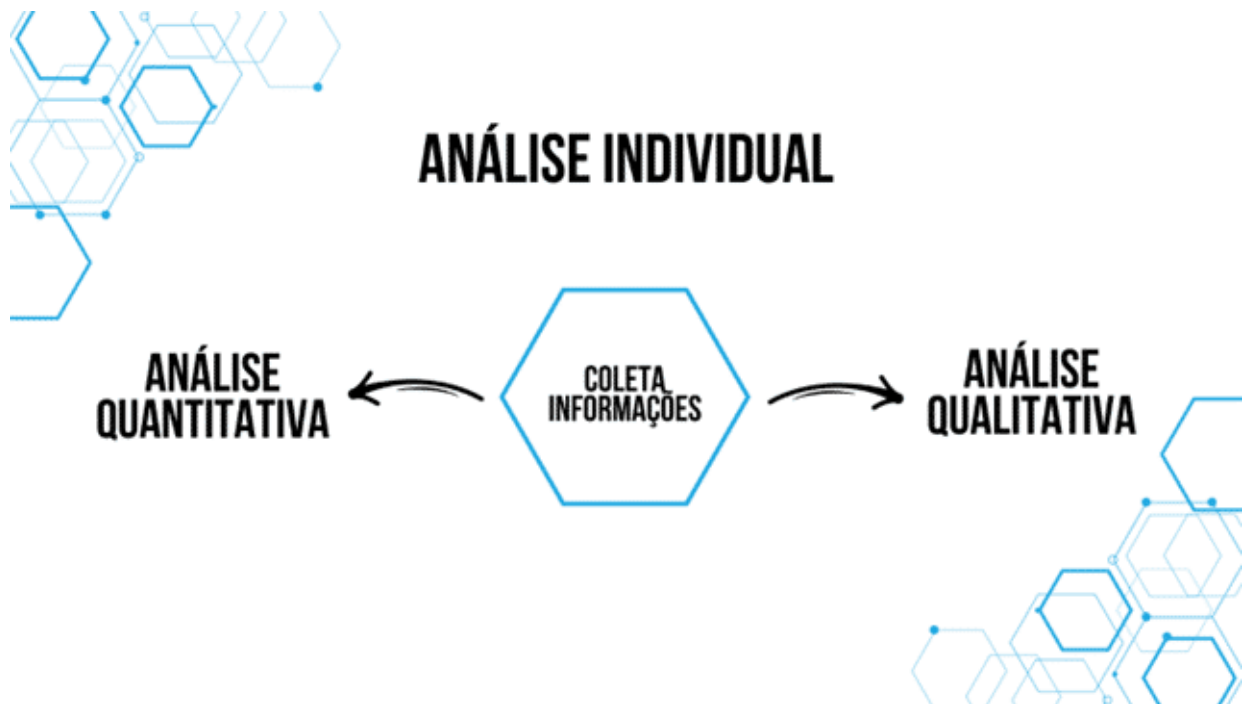 ANÁLISE INDIVIDUAL
ANÁLISE
QUANTITATIVA
COLETA
INFORMAÇÕES
ANÁLISE
QUALITATIVA